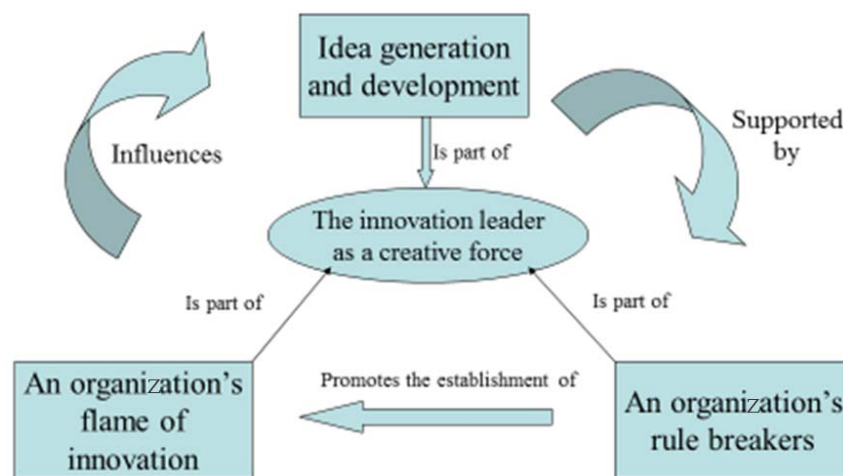 Idea generation
and development
Influences
Supported
by
Is part of
The innovation leader
as a creative force
Is part of
Is part of
An organization's
flame of
innovation
Promotes the establishment of
An organization's
rule breakers